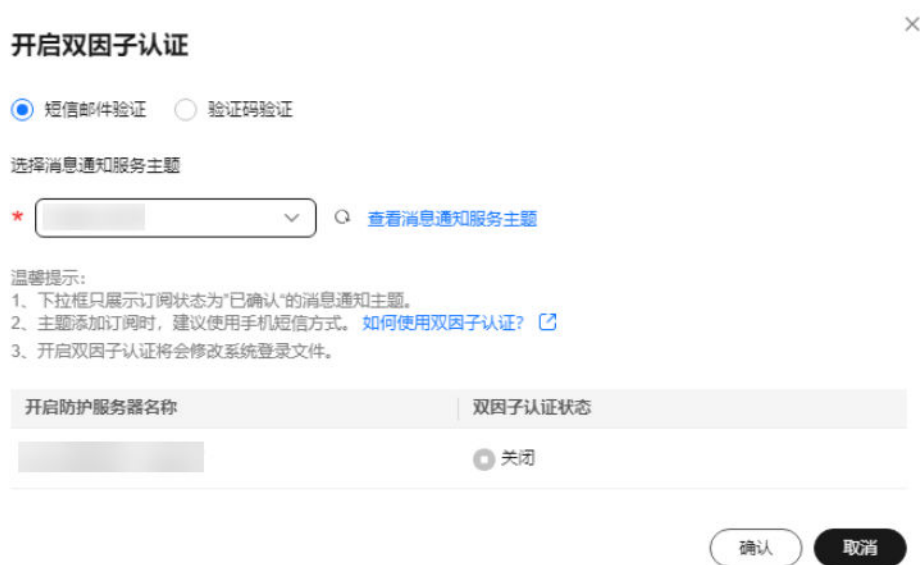 开启双因子认证
短信邮件验证 验证码验证
选择消息通知服务主题
* 查看消息通知服务主题
温馨提示:
1、下拉框只展示订阅状态为"已确认"的消息通知主题。
2、主题添加订阅时，建议使用手机短信方式。 如何使用双因子认证?
3、开启双因子认证将会修改系统登录文件。
开启防护服务器名称 双因子认证状态
关闭
确认 取消